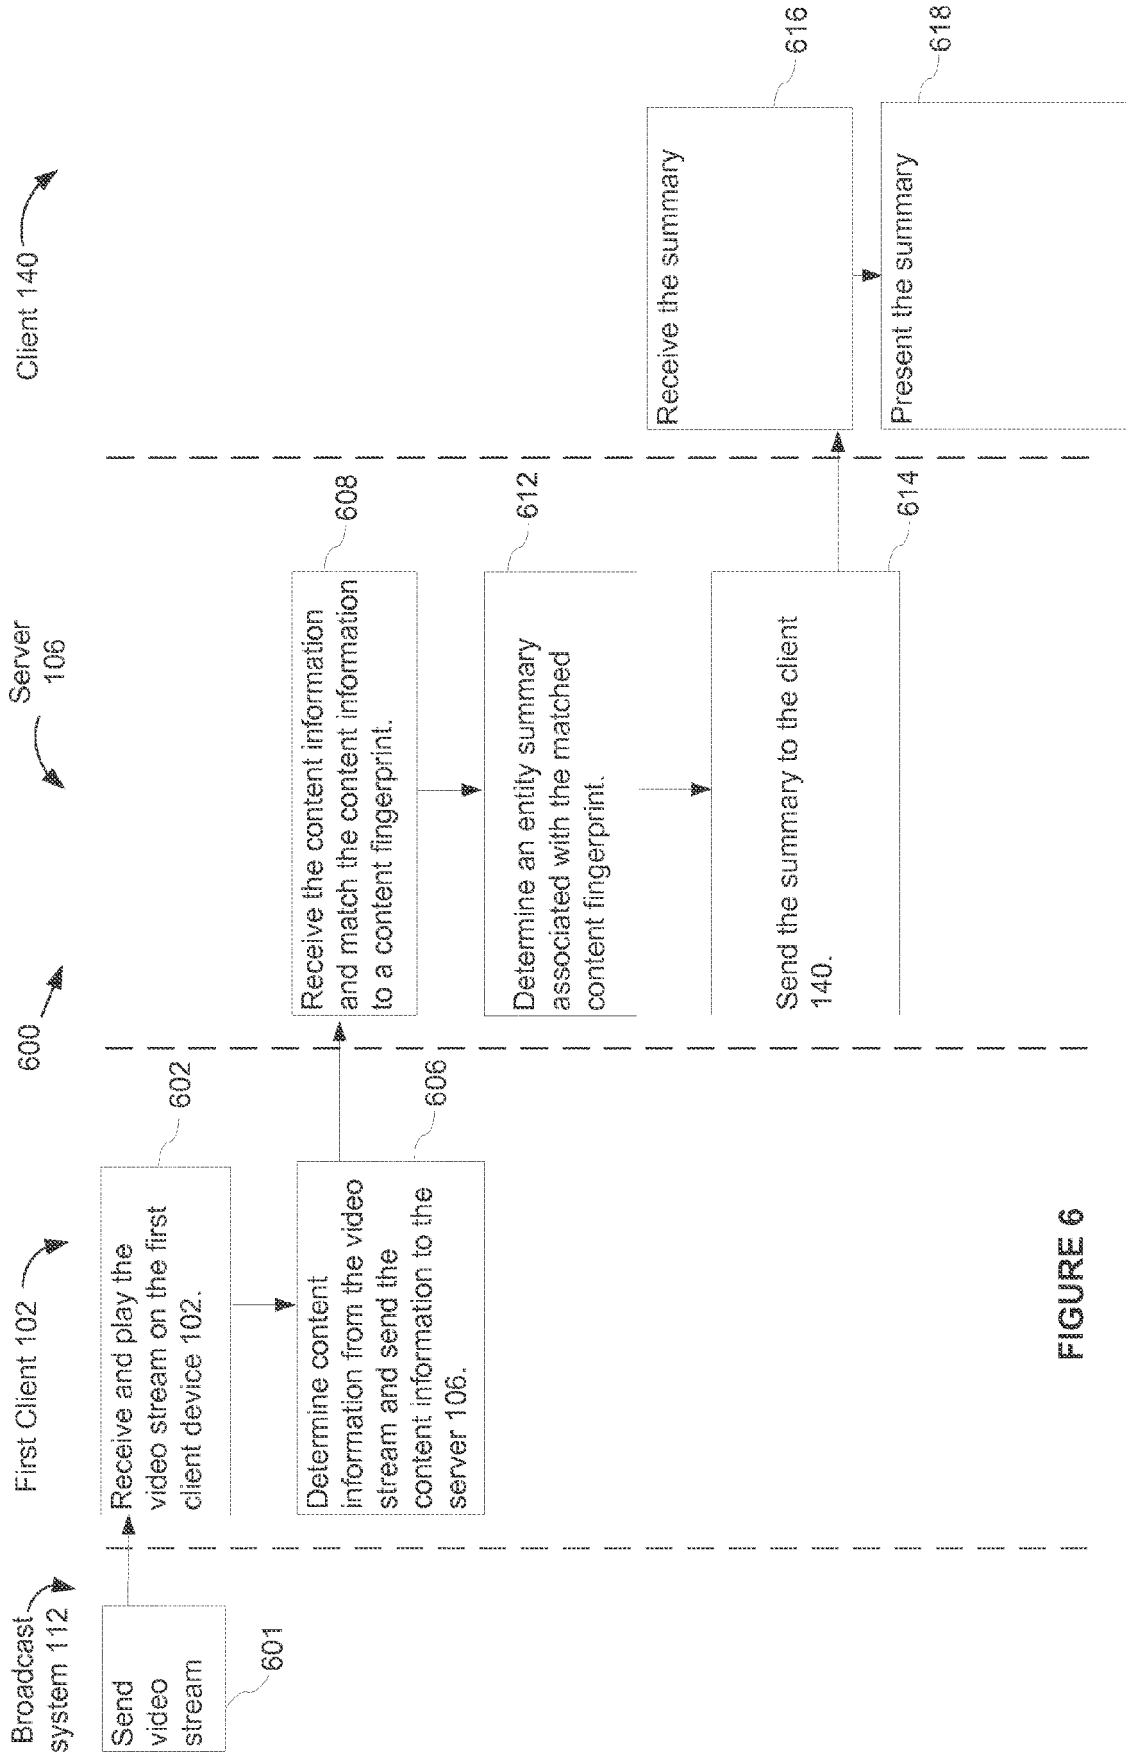 600
Broadcast
system 112
First Client 102
Server
106
Client 140
Send
video
stream
601
Receive and play the
video stream on the first
client device 102.
602
Determine content
information from the video
stream and send the
content information to the
server 106.
606
Receive the content information
and match the content information
to a content fingerprint.
608
Determine an entity summary
associated with the matched
content fingerprint.
612
Send the summary to the client
140.
614
Receive the summary
616
Present the summary
618
FIGURE 6